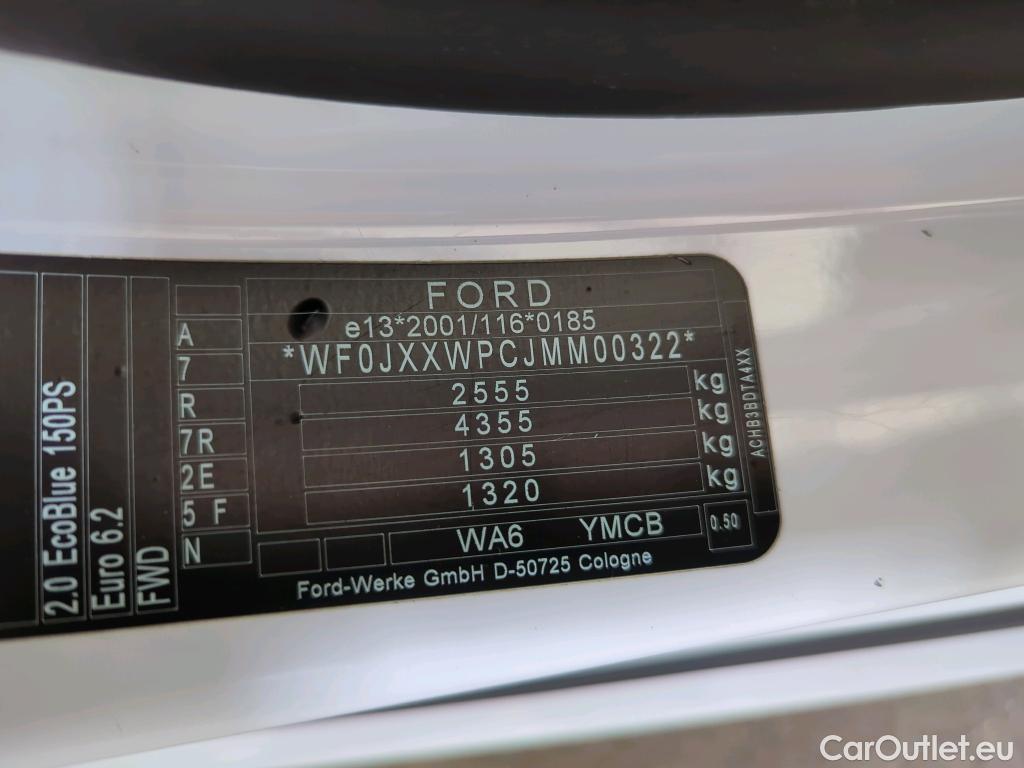 FORD
e13*2001/116*0185
*WF0JXXWPCJMM00322*
2555 kg
4355 kg
1305 kg
1320 kg
WA6 YMCB 0.50
Ford-Werke GmbH D-50725 Cologne
A
7
R
7R
2E
5 F
N
2.0 EcoBlue 150PS
Euro 6.2
FWD
ACHB3BDTA4XX
CarOutlet.eu